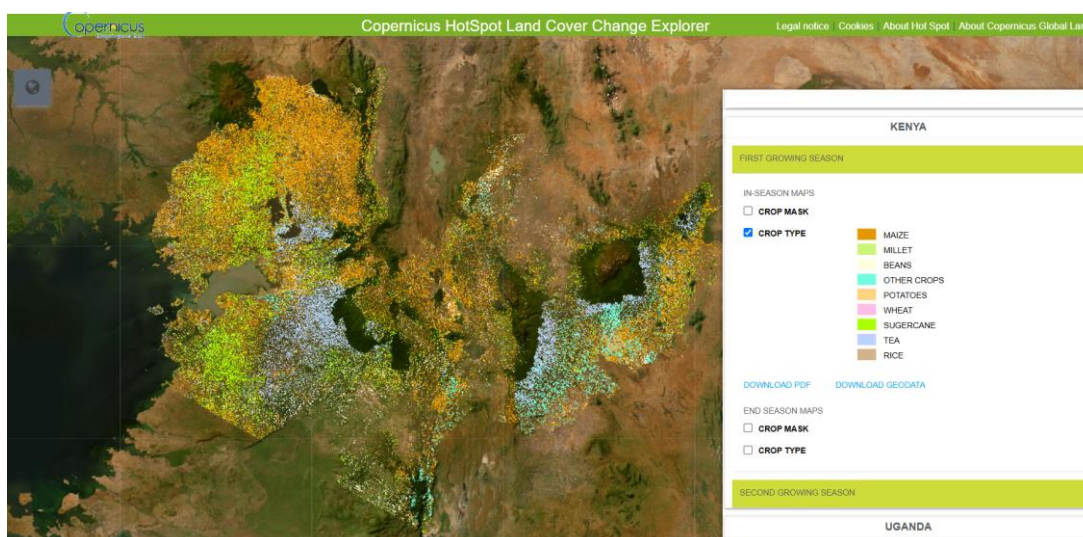 opernicus
Copernicus HotSpot Land Cover Change Explorer
Legal notice | Cookies | About Hot Spot | About Copernicus Global Lan
KENYA
FIRST GROWING SEASON
IN-SEASON MAPS
CROP MASK
CROP TYPE
MAIZE
MILLET
BEANS
OTHER CROPS
POTATOES
WHEAT
SUGERCANE
TEA
RICE
DOWNLOAD PDF DOWNLOAD GEODATA
END SEASON MAPS
CROP MASK
CROP TYPE
SECOND GROWING SEASON
UGANDA